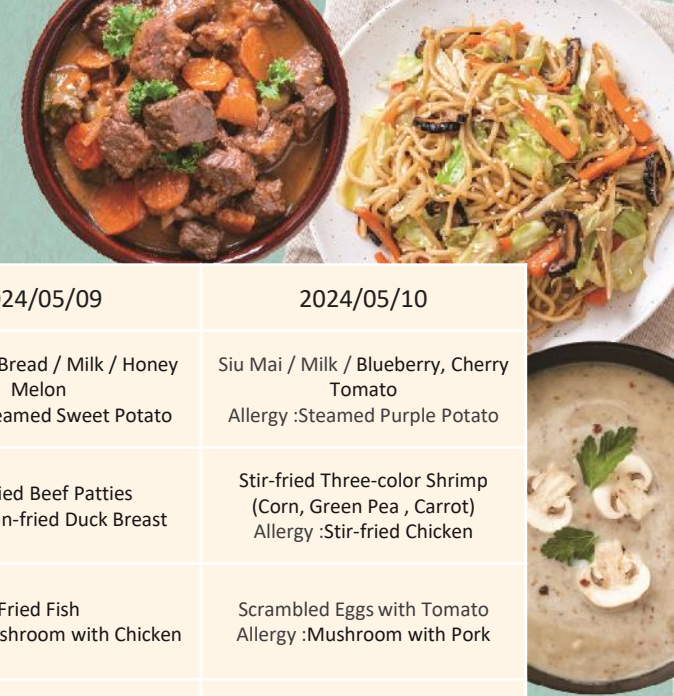 24/05/09
2024/05/10
Bread / Milk / Honey
Melon
eamed Sweet Potato
Siu Mai / Milk / Blueberry, Cherry
Tomato
Allergy :Steamed Purple Potato
ied Beef Patties
n-fried Duck Breast
Stir-fried Three-color Shrimp
(Corn, Green Pea , Carrot)
Allergy :Stir-fried Chicken
Fried Fish
shroom with Chicken
Scrambled Eggs with Tomato
Allergy :Mushroom with Pork